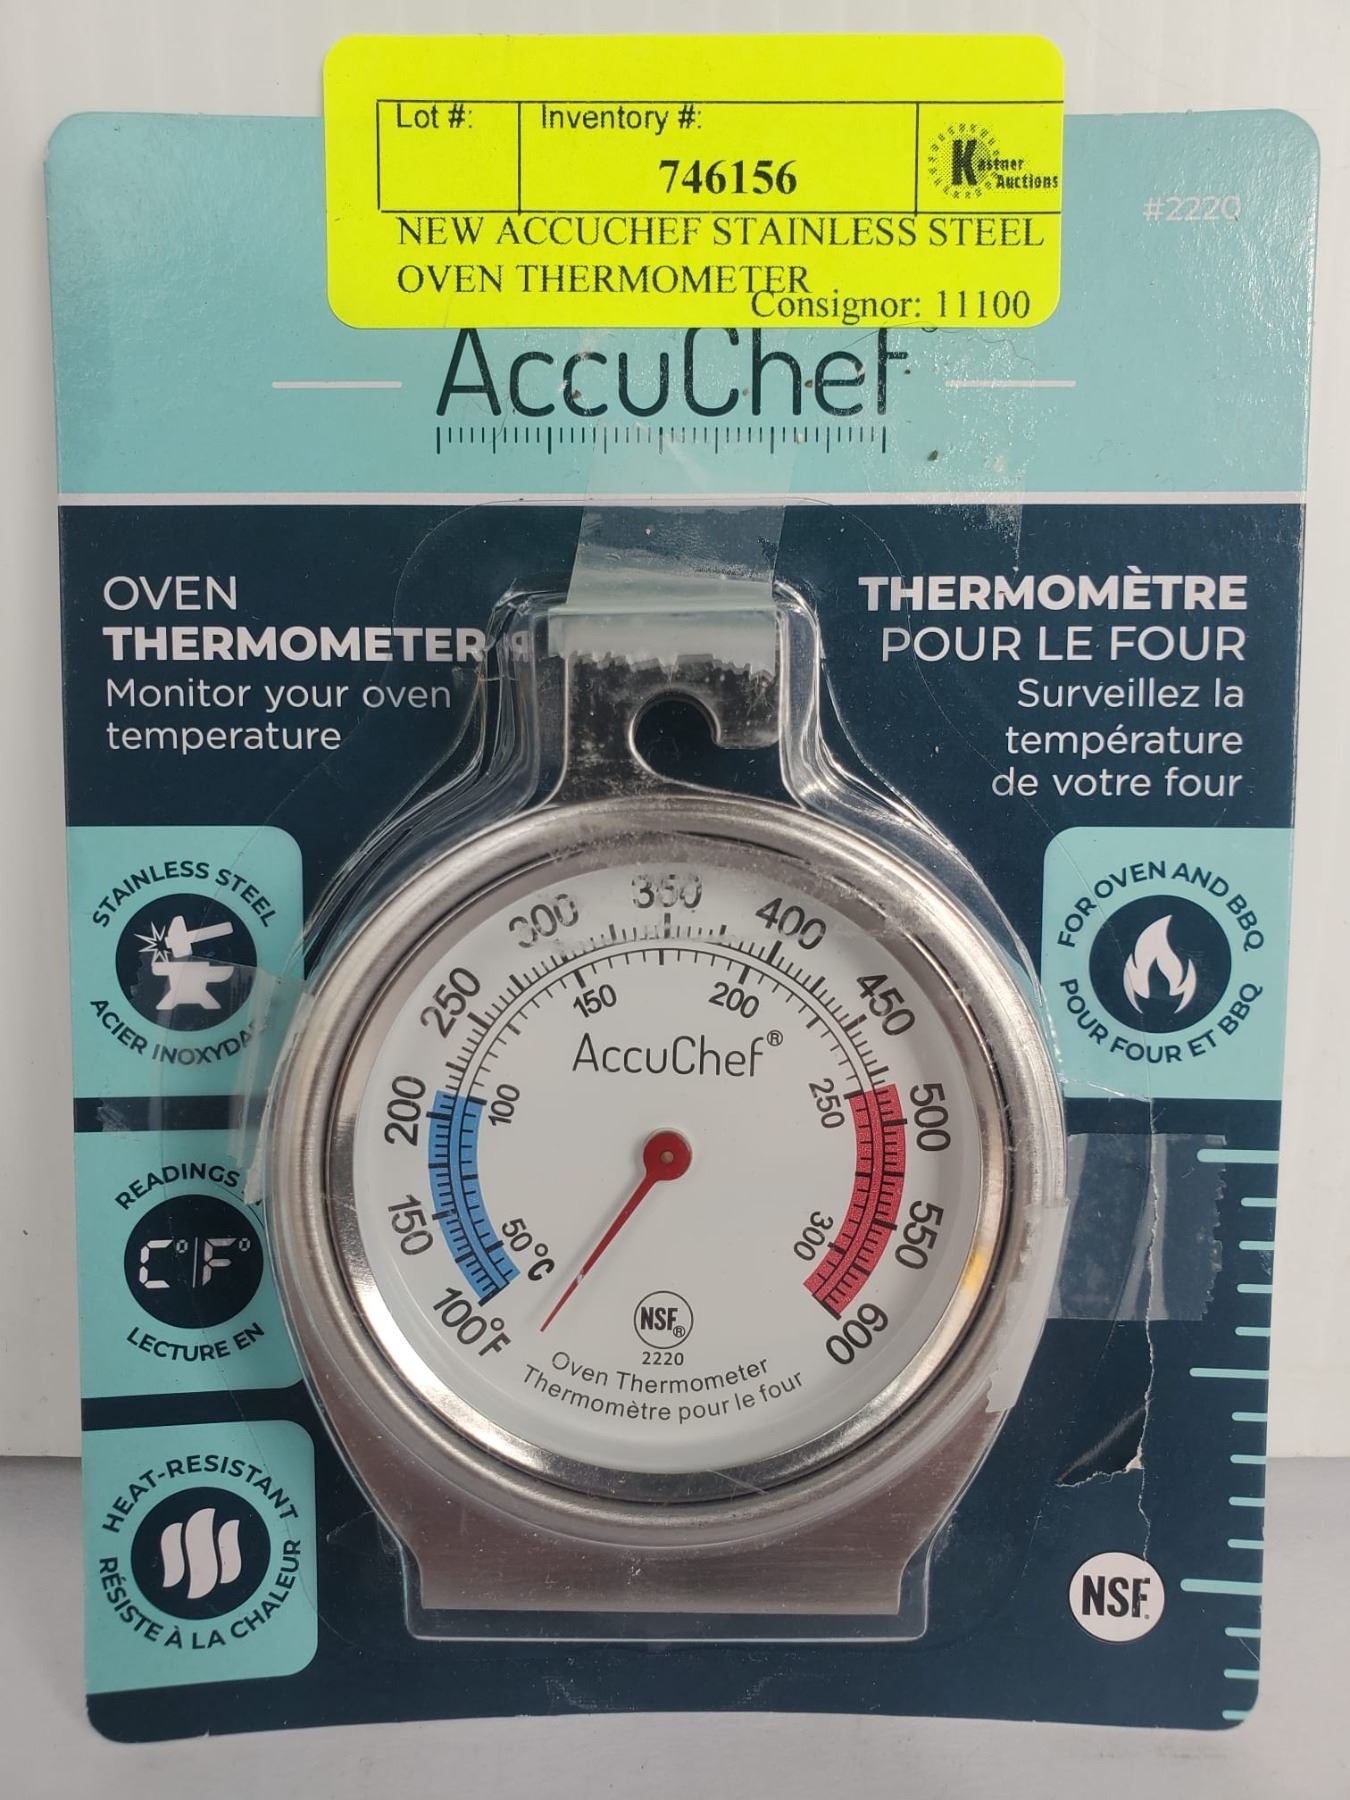 Lot #:
Inventory #:
746156
Kastner
Auctions
NEW ACCUCHEF STAINLESS STEEL
OVEN THERMOMETER
Consignor: 11100
#2220
AccuChef
OVEN
THERMOMETER
Monitor your oven
temperature
THERMOMÈTRE
POUR LE FOUR
Surveillez la
température
de votre four
STAINLESS STEEL
ACIER INOXYDA
FOR OVEN AND BBQ
POUR FOUR ET BBQ
READINGS
C° F°
LECTURE EN
HEAT-RESISTANT
RÉSISTE À LA CHALEUR
100°F
150
200
250
300
350
400
450
500
550
600
50°C
100
150
200
250
300
AccuChef®
NSF®
2220
Oven Thermometer
Thermomètre pour le four
NSF